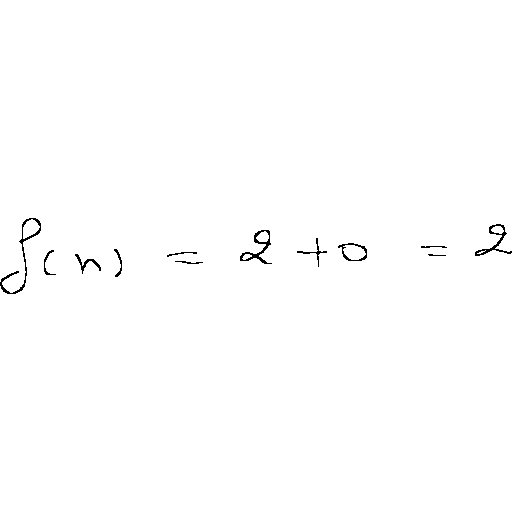 f(n) = 2 + 0 = 2